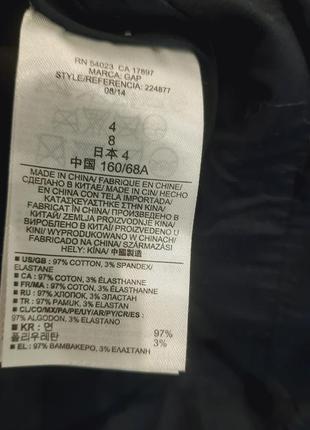 RN 54023 CA 17897
MARCA: GAP
STYLE/REFERENCIA: 224877
08/14
4
8
日本 4
中国 160/68A
MADE IN CHINA/ FABRIQUE EN CHINE/
СДЕЛАНО В КИТАЕ/ MADE IN CIN/ HECHO
EN CHINA CON TELA IMPORTADA/
ΚΑΤΑΣΚΕΥΑΣΤΗΚΕ ΣΤΗΝ ΚΙΝΑ/
FABRICAT IN CHINA/ ПРОИЗВЕДЕНО В
КИТАЙ/ ZEMLJA PROIZVODNJE KINA/
ВИРОБЛЕНО В КИТАЇ/ PROIZVEDENO U
KINI/ WYPRODUKOWANO W CHINACH/
FABRICADO NA CHINA/ SZÁRMAZÁSI
HELY: KÍNA/ 中國製造
US/GB: 97% COTTON, 3% SPANDEX/
ELASTANE
CA: 97% COTON, 3% ÉLASTHANNE
FR/MA: 97% COTON, 3% ÉLASTHANNE
RU: 97% ХЛОПОК, 3% ЭЛАСТАН
TR: 97% PAMUK, 3% ELASTAN
CL/CO/MX/PA/PE/UY/AR/PY/CR/ES :
97% ALGODÓN, 3% ELASTANO
KR : 면 97%
폴리우레탄 3%
EL: 97% ΒΑΜΒΑΚΕΡΟ, 3% ΕΛΑΣΤΑΝΗ